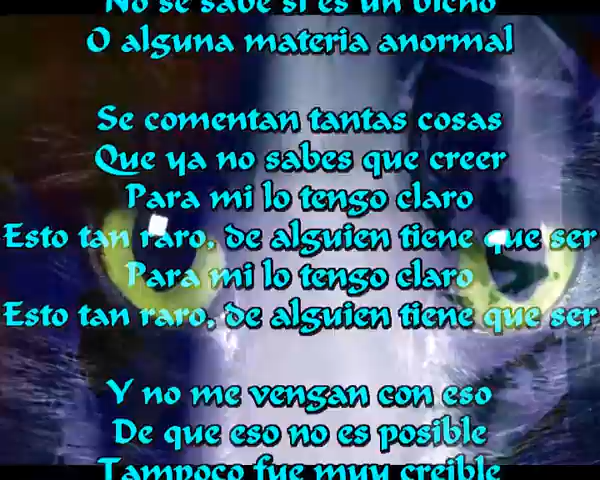 No se sabe si es un bicho
O alguna materia anormal
Se comentan tantas cosas
Que ya no sabes que creer
Para mi lo tengo claro
Esto tan raro, de alguien tiene que ser
Para mi lo tengo claro
Esto tan raro, de alguien tiene que ser
Y no me vengan con eso
De que eso no es posible
Tampoco fue muy creible